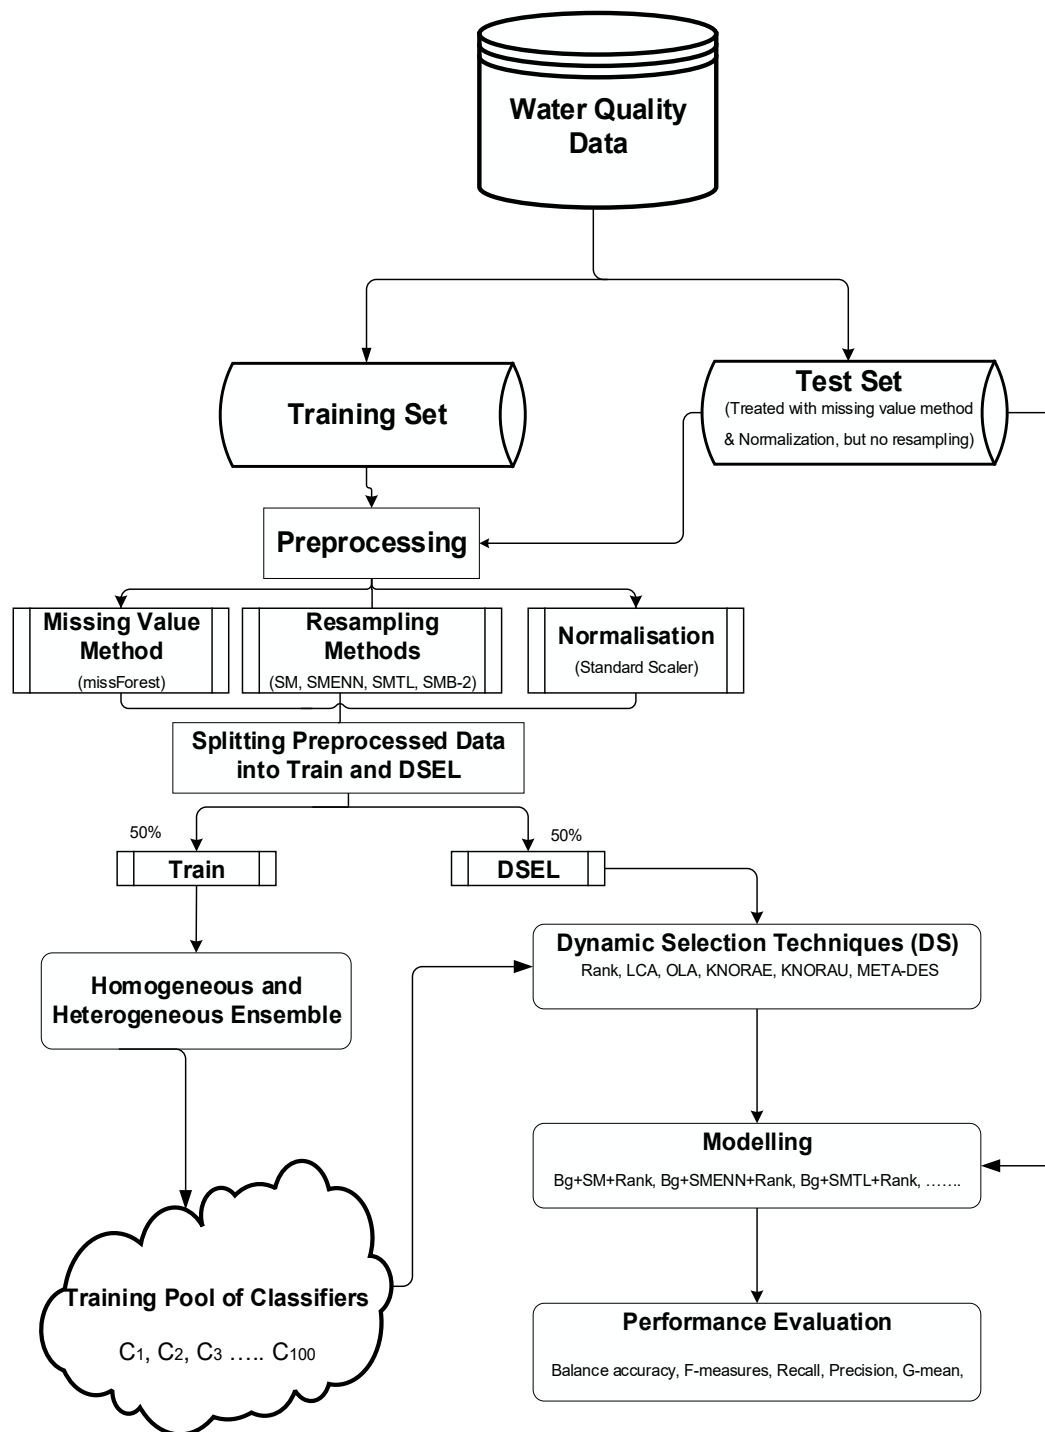 Water Quality
Data
Training Set
Test Set
(Treated with missing value method
& Normalization, but no resampling)
Preprocessing
Missing Value
Method
(missForest)
Resampling
Methods
(SM, SMENN, SMTL, SMB-2)
Normalisation
(Standard Scaler)
Splitting Preprocessed Data
into Train and DSEL
50%
50%
Train
DSEL
Dynamic Selection Techniques (DS)
Rank, LCA, OLA, KNORAE, KNORAU, META-DES
Homogeneous and
Heterogeneous Ensemble
Modelling
Bg+SM+Rank, Bg+SMENN+Rank, Bg+SMTL+Rank, …….
Training Pool of Classifiers
C1, C2, C3 ….. C100
Performance Evaluation
Balance accuracy, F-measures, Recall, Precision, G-mean,